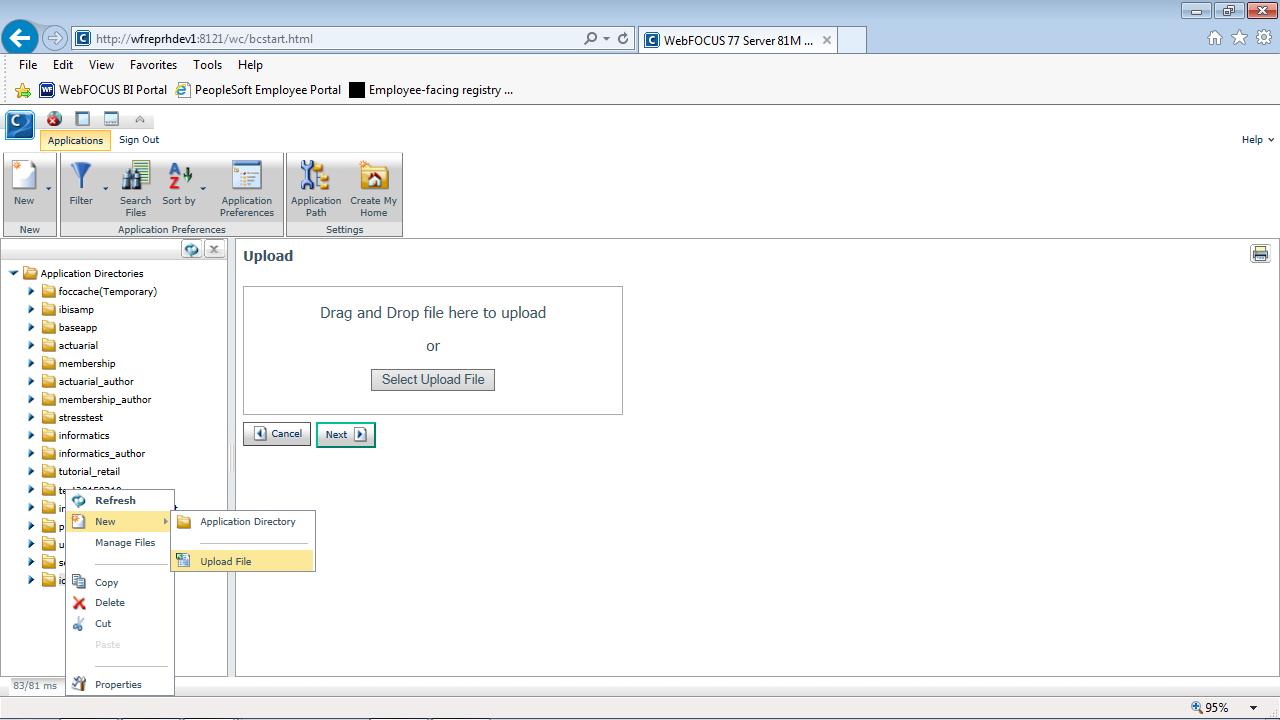 http://wfreprhdev1:8121/wc/bcstart.html
WebFOCUS 77 Server 81M ...
File Edit View Favorites Tools Help
WebFOCUS BI Portal PeopleSoft Employee Portal Employee-facing registry ...
Applications Sign Out Help
New Filter Search Files Sort by Application Preferences Application Path Create My Home
New Application Preferences Settings
Upload
Application Directories
foccache(Temporary)
ibisamp
baseapp
actuarial
membership
actuarial_author
membership_author
stresstest
informatics
informatics_author
tutorial_retail
Drag and Drop file here to upload
or
Select Upload File
Cancel Next
Refresh
New
Manage Files
Copy
Delete
Cut
Paste
Properties
Application Directory
Upload File
83/81 ms
95%